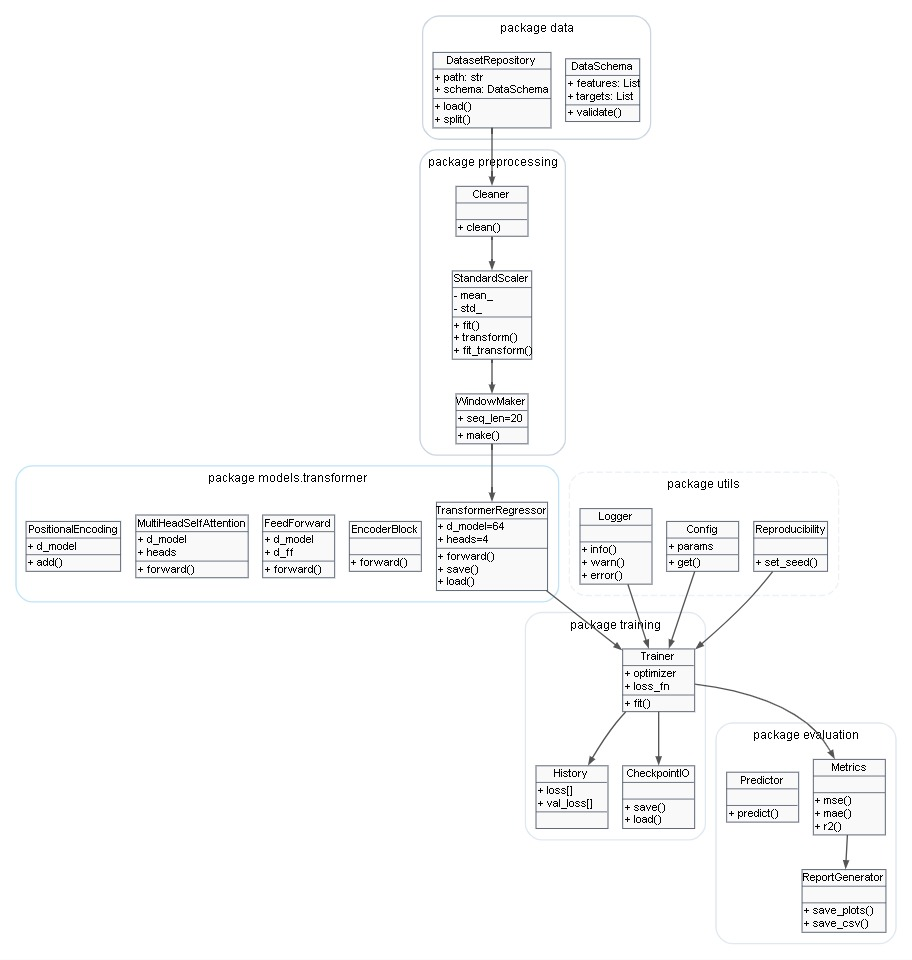 package data
DatasetRepository
+ path: str
+ schema: DataSchema
+ load()
+ split()
DataSchema
+ features: List
+ targets: List
+ validate()
package preprocessing
Cleaner
+ clean()
StandardScaler
- mean_
- std_
+ fit()
+ transform()
+ fit_transform()
WindowMaker
+ seq_len=20
+ make()
package models.transformer
PositionalEncoding
+ d_model
+ add()
MultiHeadSelfAttention
+ d_model
+ heads
+ forward()
FeedForward
+ d_model
+ d_ff
+ forward()
EncoderBlock
+ forward()
TransformerRegressor
+ d_model=64
+ heads=4
+ forward()
+ save()
+ load()
package utils
Logger
+ info()
+ warn()
+ error()
Config
+ params
+ get()
Reproducibility
+ set_seed()
package training
Trainer
+ optimizer
+ loss_fn
+ fit()
History
+ loss[]
+ val_loss[]
CheckpointIO
+ save()
+ load()
package evaluation
Predictor
+ predict()
Metrics
+ mse()
+ mae()
+ r2()
ReportGenerator
+ save_plots()
+ save_csv()